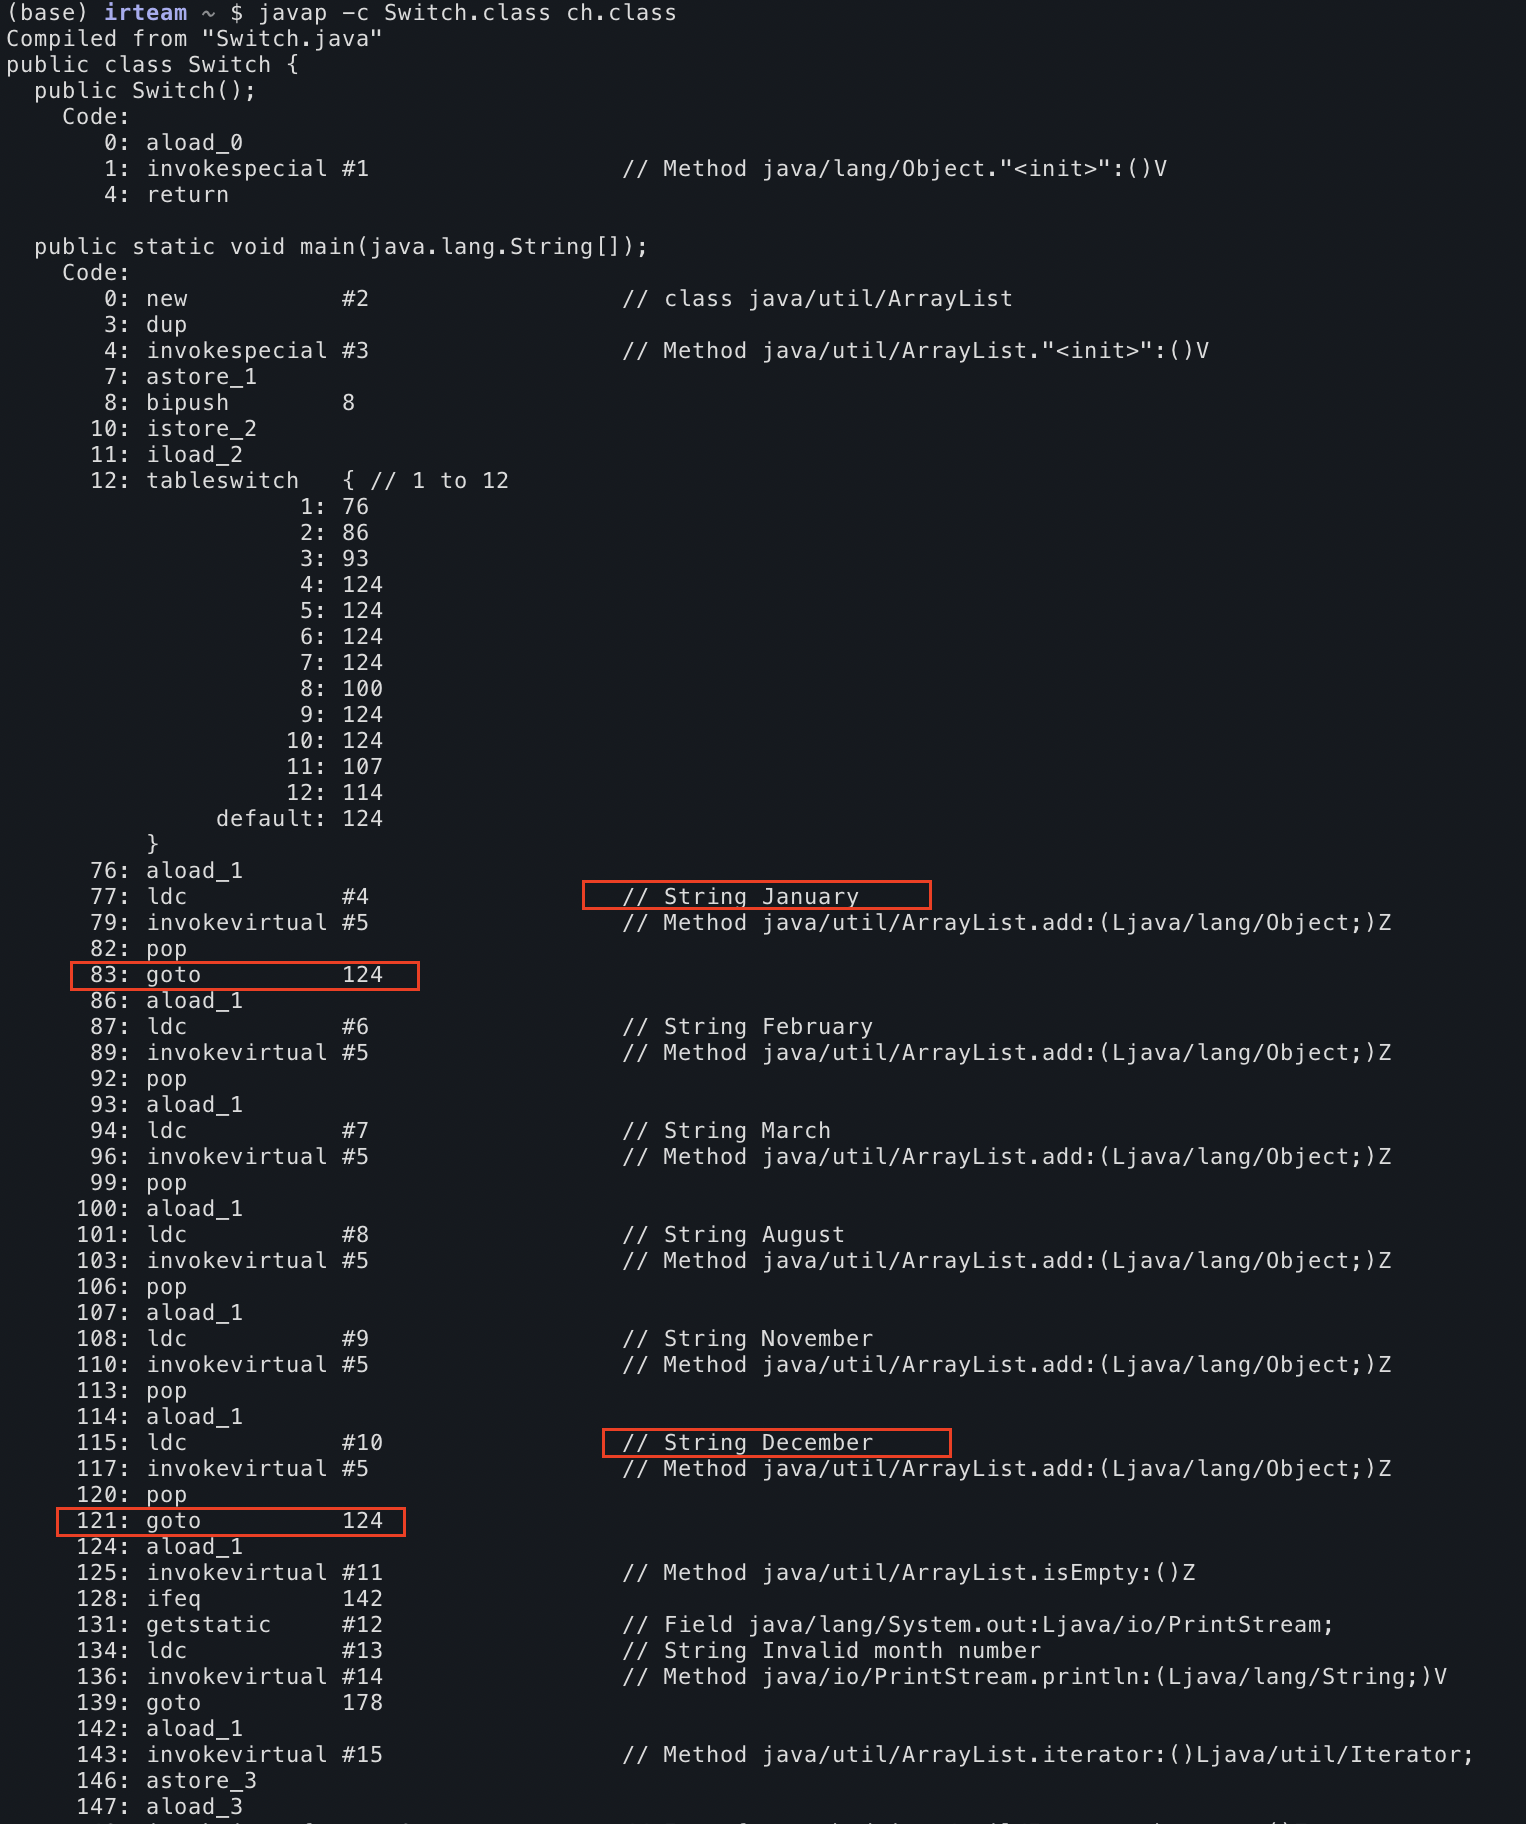 (base) irteam ~ $ javap -c Switch.class ch.class
Compiled from "Switch.java"
public class Switch {
  public Switch();
    Code:
       0: aload_0
       1: invokespecial #1                  // Method java/lang/Object."<init>":()V
       4: return

  public static void main(java.lang.String[]);
    Code:
       0: new           #2                  // class java/util/ArrayList
       3: dup
       4: invokespecial #3                  // Method java/util/ArrayList."<init>":()V
       7: astore_1
       8: bipush        8
      10: istore_2
      11: iload_2
      12: tableswitch   { // 1 to 12
                     1: 76
                     2: 86
                     3: 93
                     4: 124
                     5: 124
                     6: 124
                     7: 124
                     8: 100
                     9: 124
                    10: 124
                    11: 107
                    12: 114
               default: 124
          }
      76: aload_1
      77: ldc           #4                  // String January
      79: invokevirtual #5                  // Method java/util/ArrayList.add:(Ljava/lang/Object;)Z
      82: pop
      83: goto          124
      86: aload_1
      87: ldc           #6                  // String February
      89: invokevirtual #5                  // Method java/util/ArrayList.add:(Ljava/lang/Object;)Z
      92: pop
      93: aload_1
      94: ldc           #7                  // String March
      96: invokevirtual #5                  // Method java/util/ArrayList.add:(Ljava/lang/Object;)Z
      99: pop
     100: aload_1
     101: ldc           #8                  // String August
     103: invokevirtual #5                  // Method java/util/ArrayList.add:(Ljava/lang/Object;)Z
     106: pop
     107: aload_1
     108: ldc           #9                  // String November
     110: invokevirtual #5                  // Method java/util/ArrayList.add:(Ljava/lang/Object;)Z
     113: pop
     114: aload_1
     115: ldc           #10                 // String December
     117: invokevirtual #5                  // Method java/util/ArrayList.add:(Ljava/lang/Object;)Z
     120: pop
     121: goto          124
     124: aload_1
     125: invokevirtual #11                 // Method java/util/ArrayList.isEmpty:()Z
     128: ifeq          142
     131: getstatic     #12                 // Field java/lang/System.out:Ljava/io/PrintStream;
     134: ldc           #13                 // String Invalid month number
     136: invokevirtual #14                 // Method java/io/PrintStream.println:(Ljava/lang/String;)V
     139: goto          178
     142: aload_1
     143: invokevirtual #15                 // Method java/util/ArrayList.iterator:()Ljava/util/Iterator;
     146: astore_3
     147: aload_3